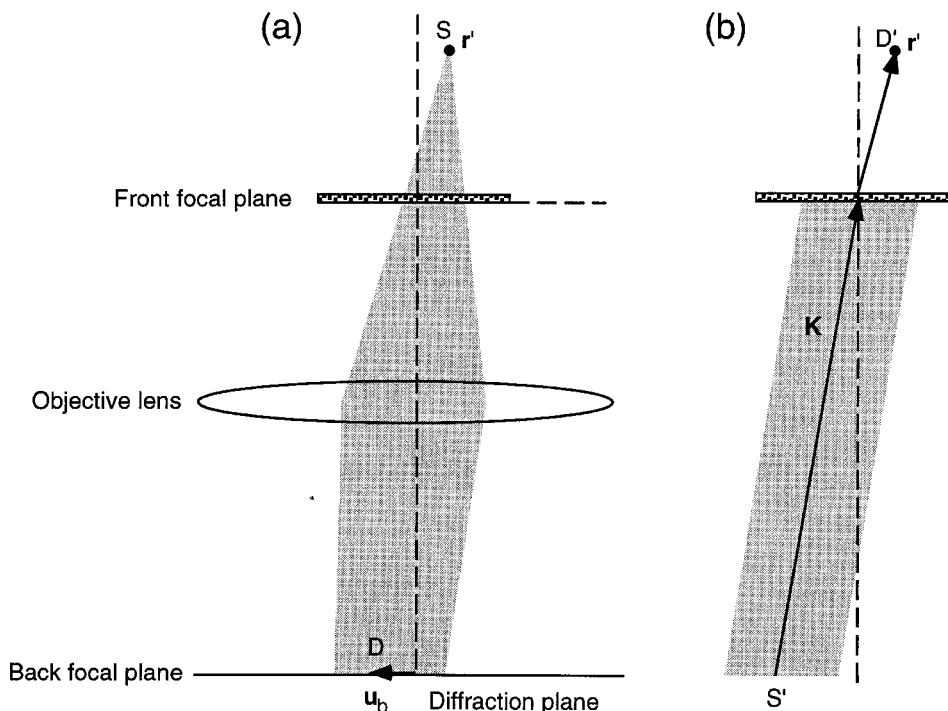 (a)
S r'
Front focal plane
Objective lens
D
Back focal plane
u_b Diffraction plane
(b)
D' r'
K
S'